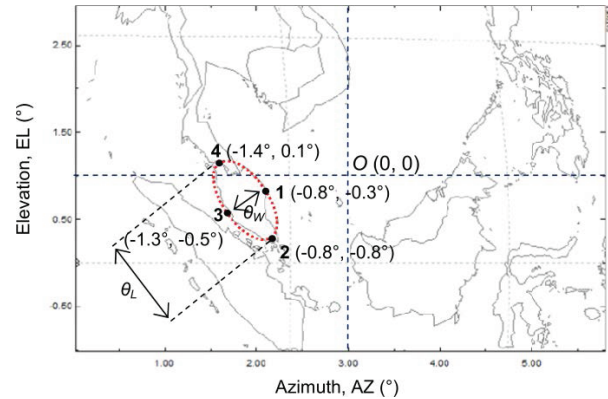 2.50
1.50
1.00
0.50
-0.50
Elevation, EL (°)
4 (-1.4°, 0.1°)
O (0, 0)
1 (-0.8°, -0.3°)
3
θW
(-1.3°, -0.5°)
2 (-0.8°, -0.8°)
θL
1.00
2.00
3.00
4.00
5.00
Azimuth, AZ (°)